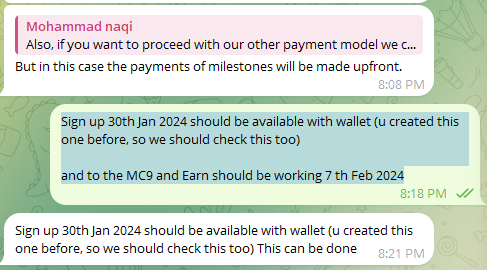 Mohammad naqi
Also, if you want to proceed with our other payment model we c...
But in this case the payments of milestones will be made upfront.
8:08 PM
Sign up 30th Jan 2024 should be available with wallet (u created this
one before, so we should check this too)
and to the MC9 and Earn should be working 7 th Feb 2024
8:18 PM
Sign up 30th Jan 2024 should be available with wallet (u created this
one before, so we should check this too) This can be done
8:21 PM